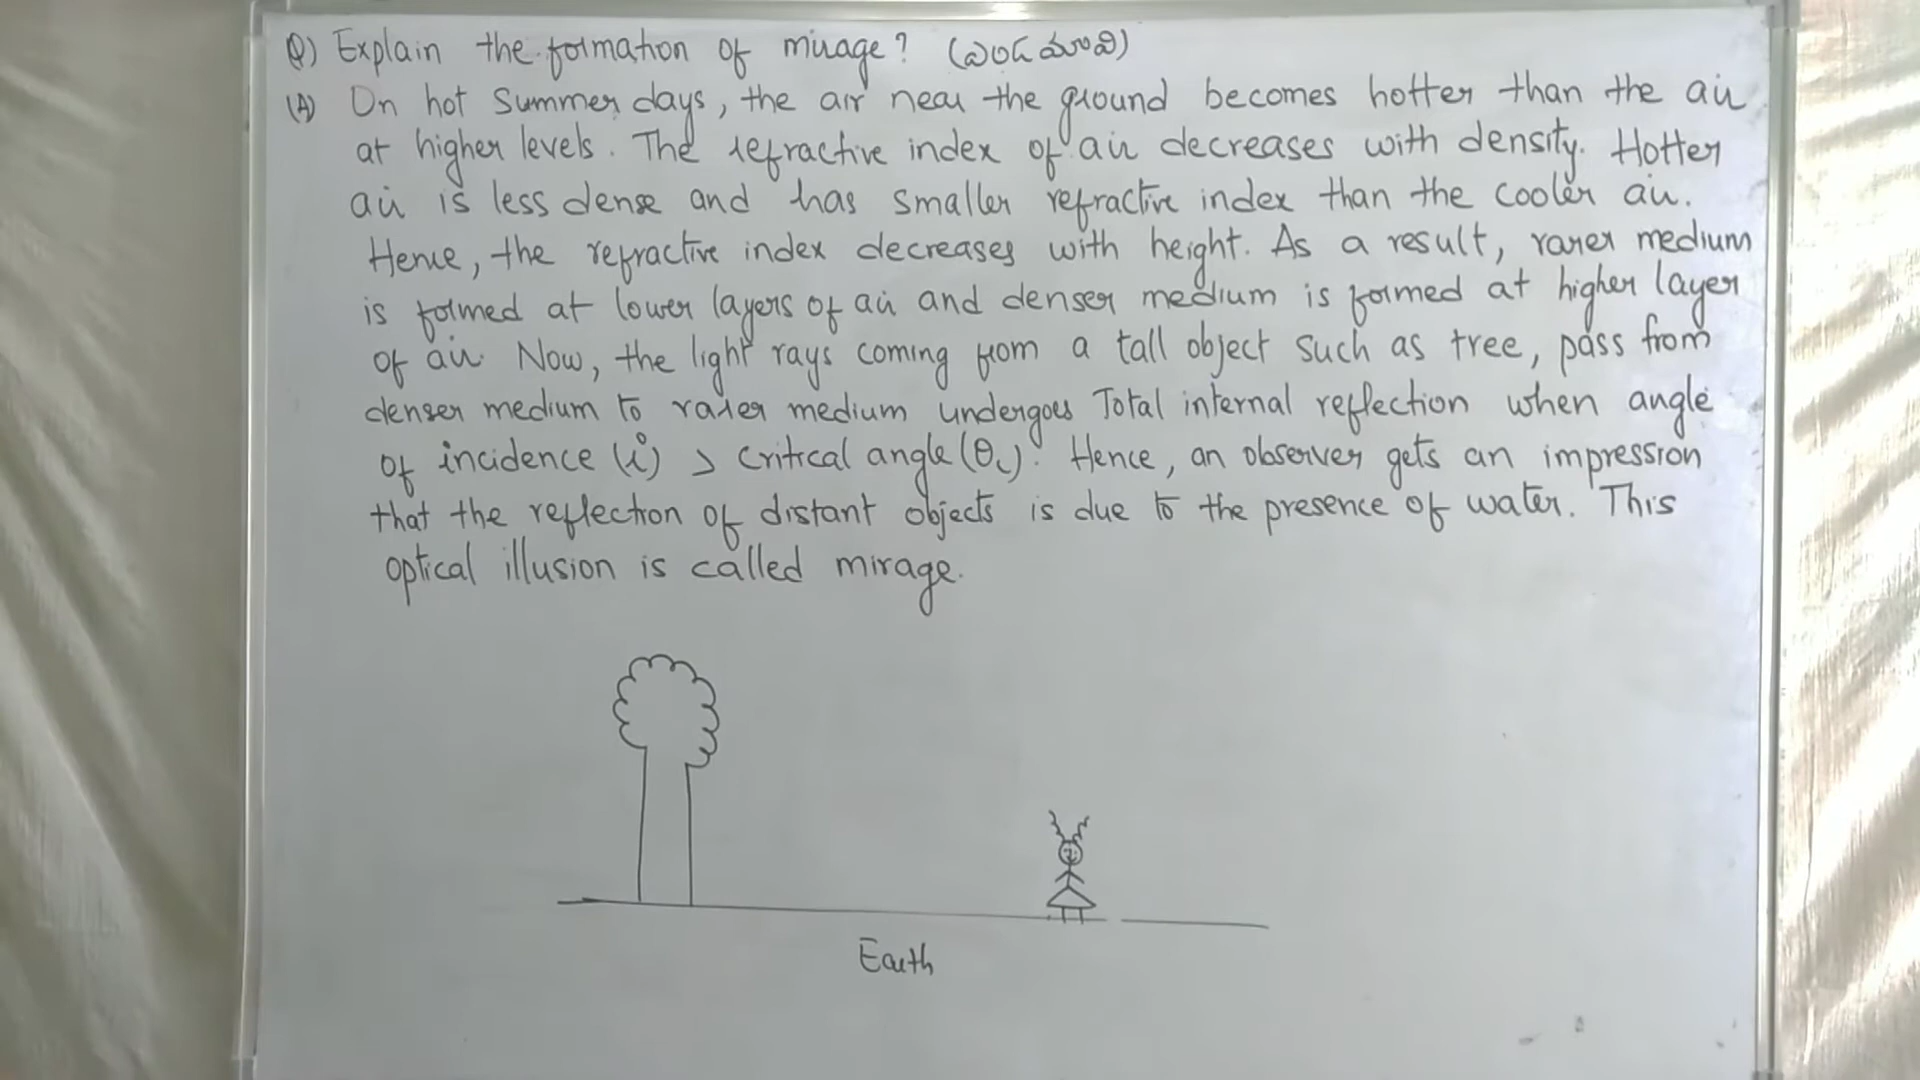 Q) Explain the formation of mirage? (ఎండమావి)
(A) On hot summer days, the air near the ground becomes hotter than the air
at higher levels. The refractive index of air decreases with density. Hotter
air is less dense and has smaller refractive index than the cooler air.
Hence, the refractive index decreases with height. As a result, rarer medium
is formed at lower layers of air and denser medium is formed at higher layer
of air. Now, the light rays coming from a tall object such as tree, pass from
denser medium to rarer medium undergoes Total internal reflection when angle
of incidence (i) > critical angle (θc). Hence, an observer gets an impression
that the reflection of distant objects is due to the presence of water. This
optical illusion is called mirage.
Earth